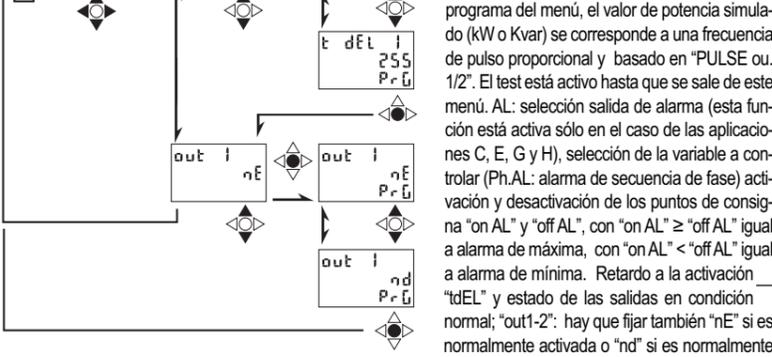 t dEL 1
255
PrG
out 1
nE
out 1
nE
PrG
out 1
nd
PrG
programa del menú, el valor de potencia simula-
do (kW o Kvar) se corresponde a una frecuencia
de pulso proporcional y basado en “PULSE ou.
1/2”. El test está activo hasta que se sale de este
menú. AL: selección salida de alarma (esta fun-
ción está activa sólo en el caso de las aplicacio-
nes C, E, G y H), selección de la variable a con-
trolar (Ph.AL: alarma de secuencia de fase) acti-
vación y desactivación de los puntos de consig-
na “on AL” y “off AL”, con “on AL” ≥ “off AL” igual
a alarma de máxima, con “on AL” < “off AL” igual
a alarma de mínima. Retardo a la activación
“tdEL” y estado de las salidas en condición
normal; “out1-2”: hay que fijar también “nE” si es
normalmente activada o “nd” si es normalmente